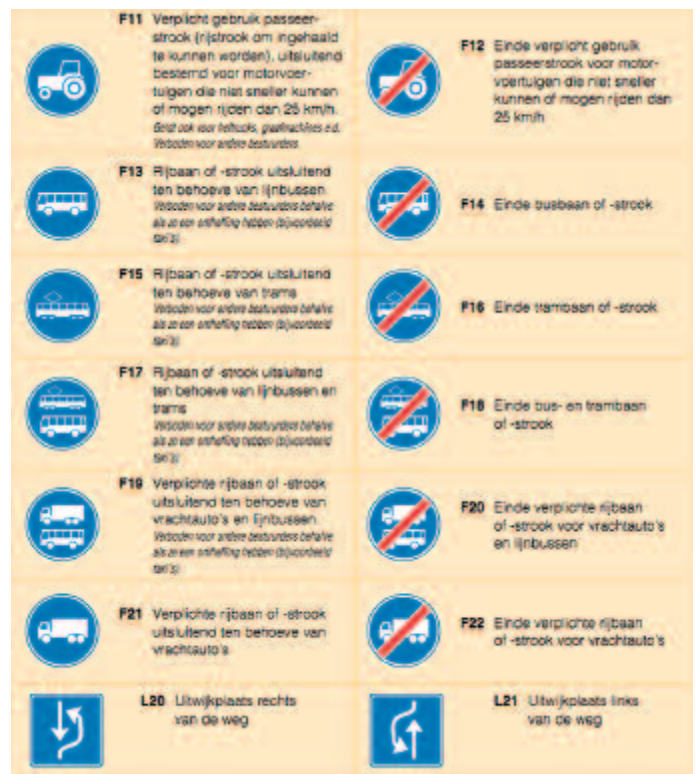 F11 Verplicht gebruik passeer-
strook (rijstrook om ingehaald
te kunnen worden), uitsluitend
bestemd voor motorvoer-
tuigen die niet sneller kunnen
of mogen rijden dan 25 km/h.
Geldt ook voor heftrucks, graafmachines e.d.
Verboden voor andere bestuurders
F12 Einde verplicht gebruik
passeerstrook voor motor-
voertuigen die niet sneller
kunnen of mogen rijden dan
25 km/h
F13 Rijbaan of -strook uitsluitend
ten behoeve van lijnbussen
Verboden voor andere bestuurders behalve
als ze een ontheffing hebben (bijvoorbeeld
taxi's)
F14 Einde busbaan of -strook
F15 Rijbaan of -strook uitsluitend
ten behoeve van trams
Verboden voor andere bestuurders behalve
als ze een ontheffing hebben (bijvoorbeeld
taxi's)
F16 Einde trambaan of -strook
F17 Rijbaan of -strook uitsluitend
ten behoeve van lijnbussen en
trams
Verboden voor andere bestuurders behalve
als ze een ontheffing hebben (bijvoorbeeld
taxi's)
F18 Einde bus- en trambaan
of -strook
F19 Verplichte rijbaan of -strook
uitsluitend ten behoeve van
vrachtauto's en lijnbussen
Verboden voor andere bestuurders behalve
als ze een ontheffing hebben (bijvoorbeeld
taxi's)
F20 Einde verplichte rijbaan
of -strook voor vrachtauto's
en lijnbussen
F21 Verplichte rijbaan of -strook
uitsluitend ten behoeve van
vrachtauto's
F22 Einde verplichte rijbaan
of -strook voor vrachtauto's
L20 Uitwijkplaats rechts
van de weg
L21 Uitwijkplaats links
van de weg